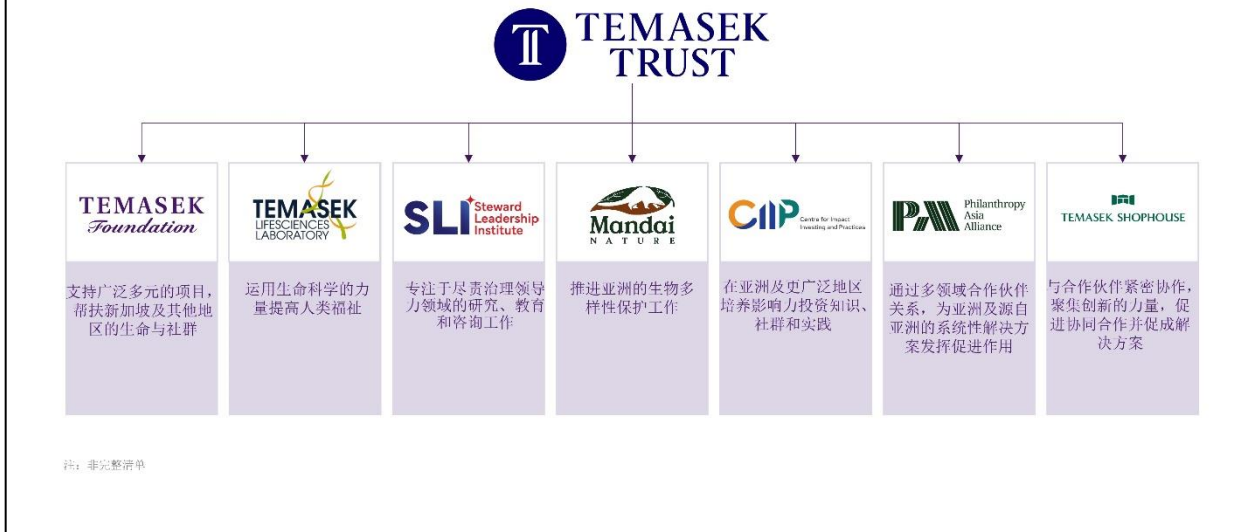 TEMASEK
TRUST
TEMASEK
Foundation
支持广泛多元的项目，
帮扶新加坡及其他地
区的生命与社群
TEMASEK
LIFESCIENCES
LABORATORY
运用生命科学的力
量提高人类福祉
SLI Steward
Leadership
Institute
专注于尽责治理领导
力领域的研究、教育
和咨询工作
Mandai
NATURE
推进亚洲的生物多
样性保护工作
CIIP Centre for Impact
Investing and Practices
在亚洲及更广泛地区
培养影响力投资知识、
社群和实践
PAA Philanthropy
Asia
Alliance
通过多领域合作伙伴
关系，为亚洲及源自
亚洲的系统性解决方
案发挥促进作用
TEMASEK SHOPHOUSE
与合作伙伴紧密协作，
聚集创新的力量，促
进协同合作并促成解
决方案
注：非完整清单